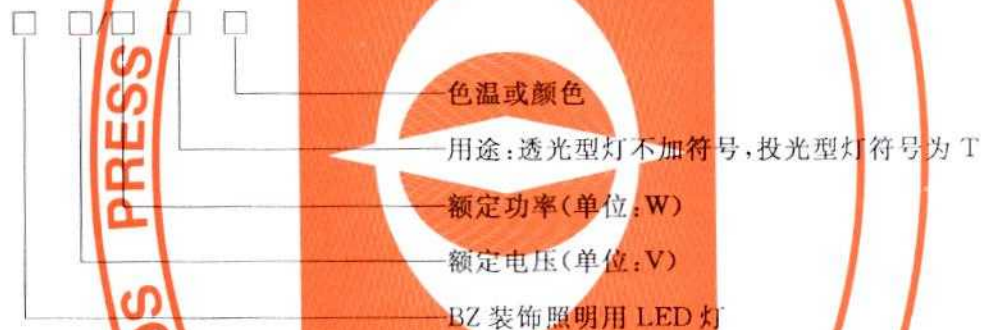 □ □/□ □ □
色温或颜色
用途:透光型灯不加符号,投光型灯符号为 T
额定功率(单位:W)
额定电压(单位:V)
BZ 装饰照明用 LED 灯
PRESS
DS